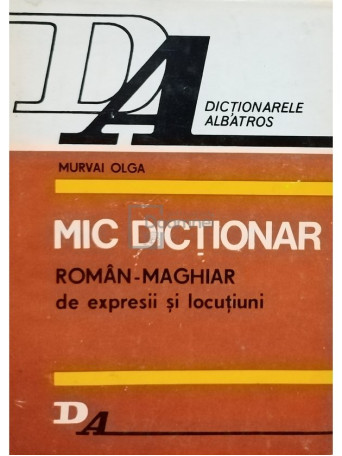 DA
DICȚIONARELE
ALBATROS
MURVAI OLGA
MIC DICȚIONAR
ROMÂN-MAGHIAR
de expresii și locuțiuni
DA